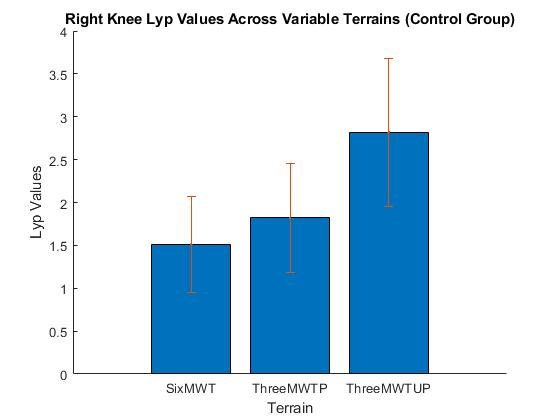 Right Knee Lyp Values Across Variable Terrains (Control Group)
4
3.5
3
2.5
2
1.5
1
0.5
0
Lyp Values
SixMWT ThreeMWTP ThreeMWTUP
Terrain